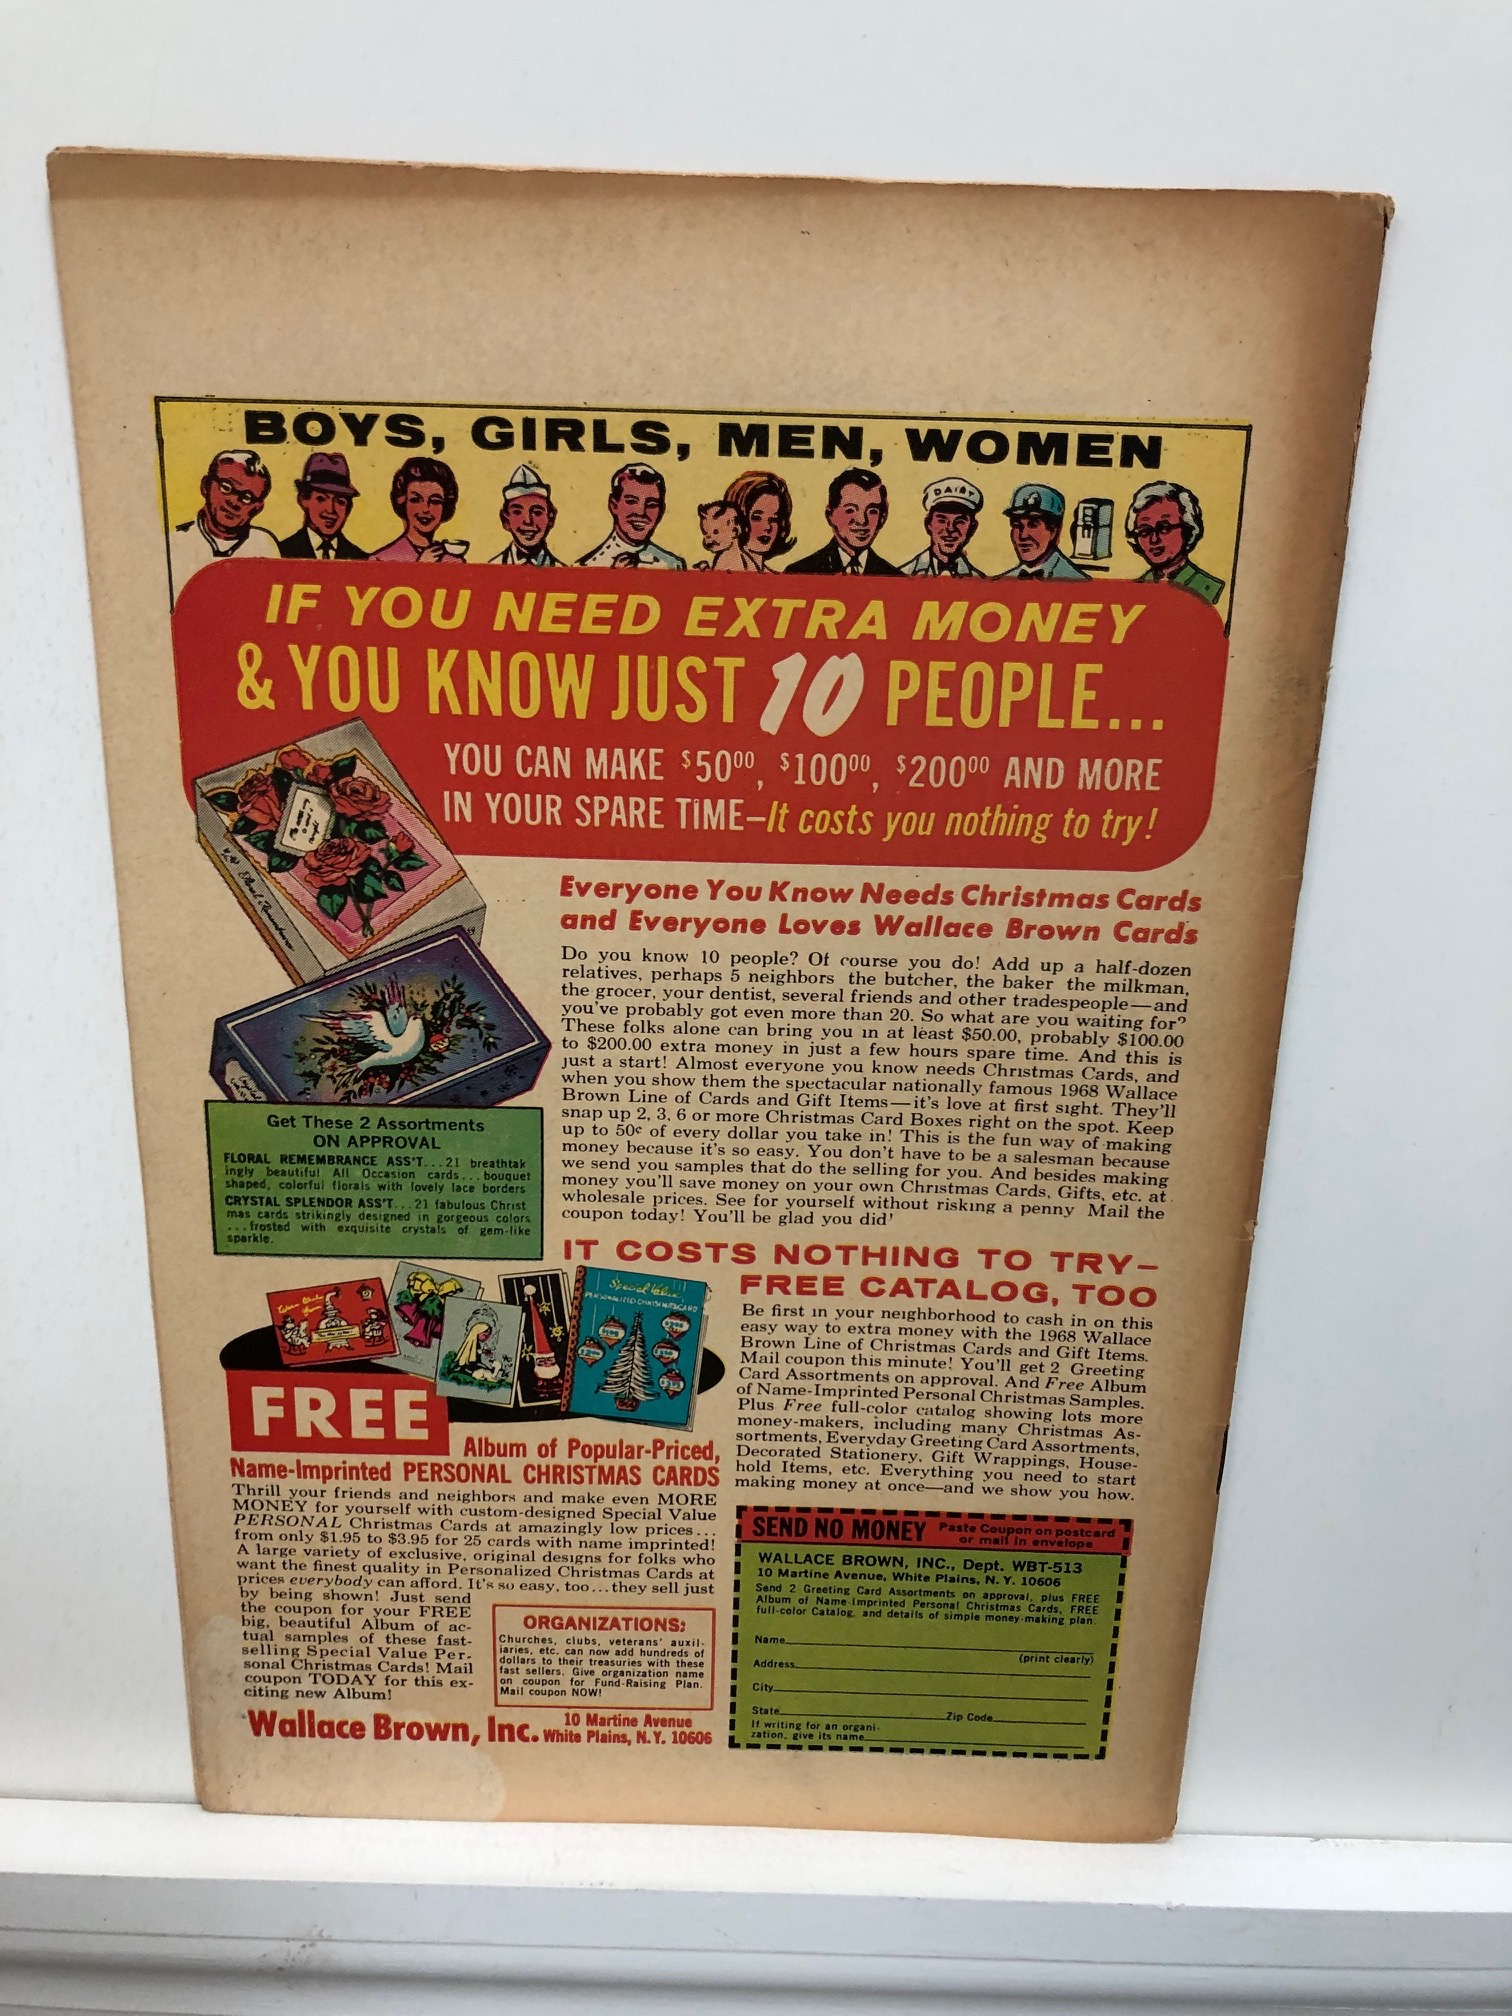 BOYS, GIRLS, MEN, WOMEN
DAIRY
IF YOU NEED EXTRA MONEY
& YOU KNOW JUST 10 PEOPLE...
YOU CAN MAKE $50⁰⁰, $100⁰⁰, $200⁰⁰ AND MORE
IN YOUR SPARE TIME—It costs you nothing to try!
Everyone You Know Needs Christmas Cards
and Everyone Loves Wallace Brown Cards
Do you know 10 people? Of course you do! Add up a half-dozen
relatives, perhaps 5 neighbors the butcher, the baker the milkman,
the grocer, your dentist, several friends and other tradespeople—and
you've probably got even more than 20. So what are you waiting for?
These folks alone can bring you in at least $50.00, probably $100.00
to $200.00 extra money in just a few hours spare time. And this is
just a start! Almost everyone you know needs Christmas Cards, and
when you show them the spectacular nationally famous 1968 Wallace
Brown Line of Cards and Gift Items—it's love at first sight. They'll
snap up 2, 3, 6 or more Christmas Card Boxes right on the spot. Keep
up to 50¢ of every dollar you take in! This is the fun way of making
money because it's so easy. You don't have to be a salesman because
we send you samples that do the selling for you. And besides making
money you'll save money on your own Christmas Cards, Gifts, etc. at
wholesale prices. See for yourself without risking a penny Mail the
coupon today! You'll be glad you did'
Get These 2 Assortments
ON APPROVAL
FLORAL REMEMBRANCE ASS'T...21 breathtak
ingly beautiful All Occasion cards...bouquet
shaped, colorful florals with lovely lace borders
CRYSTAL SPLENDOR ASS'T...21 fabulous Christ
mas cards strikingly designed in gorgeous colors
...frosted with exquisite crystals of gem-like
sparkle.
IT COSTS NOTHING TO TRY—
FREE CATALOG, TOO
Be first in your neighborhood to cash in on this
easy way to extra money with the 1968 Wallace
Brown Line of Christmas Cards and Gift Items.
Mail coupon this minute! You'll get 2 Greeting
Card Assortments on approval. And Free Album
of Name-Imprinted Personal Christmas Samples.
Plus Free full-color catalog showing lots more
money-makers, including many Christmas As-
sortments, Everyday Greeting Card Assortments,
Decorated Stationery, Gift Wrappings, House-
hold Items, etc. Everything you need to start
making money at once—and we show you how.
Special Value
PERSONALIZED CHRISTMAS CARD
FREE
Album of Popular-Priced,
Name-Imprinted PERSONAL CHRISTMAS CARDS
Thrill your friends and neighbors and make even MORE
MONEY for yourself with custom-designed Special Value
PERSONAL Christmas Cards at amazingly low prices...
from only $1.95 to $3.95 for 25 cards with name imprinted!
A large variety of exclusive, original designs for folks who
want the finest quality in Personalized Christmas Cards at
prices everybody can afford. It's so easy, too...they sell just
by being shown! Just send
the coupon for your FREE
big, beautiful Album of ac-
tual samples of these fast-
selling Special Value Per-
sonal Christmas Cards! Mail
coupon TODAY for this ex-
citing new Album!
ORGANIZATIONS:
Churches, clubs, veterans' auxil-
iaries, etc. can now add hundreds of
dollars to their treasuries with these
fast sellers. Give organization name
on coupon for Fund-Raising Plan.
Mail coupon NOW!
Wallace Brown, Inc. 10 Martine Avenue
White Plains, N.Y. 10606
SEND NO MONEY Paste Coupon on postcard
or mail in envelope
WALLACE BROWN, INC., Dept. WBT-513
10 Martine Avenue, White Plains, N. Y. 10606
Send 2 Greeting Card Assortments on approval, plus FREE
Album of Name-Imprinted Personal Christmas Cards, FREE
full-color Catalog, and details of simple money-making plan.
Name
(print clearly)
Address
City
State Zip Code
If writing for an organi-
zation, give its name